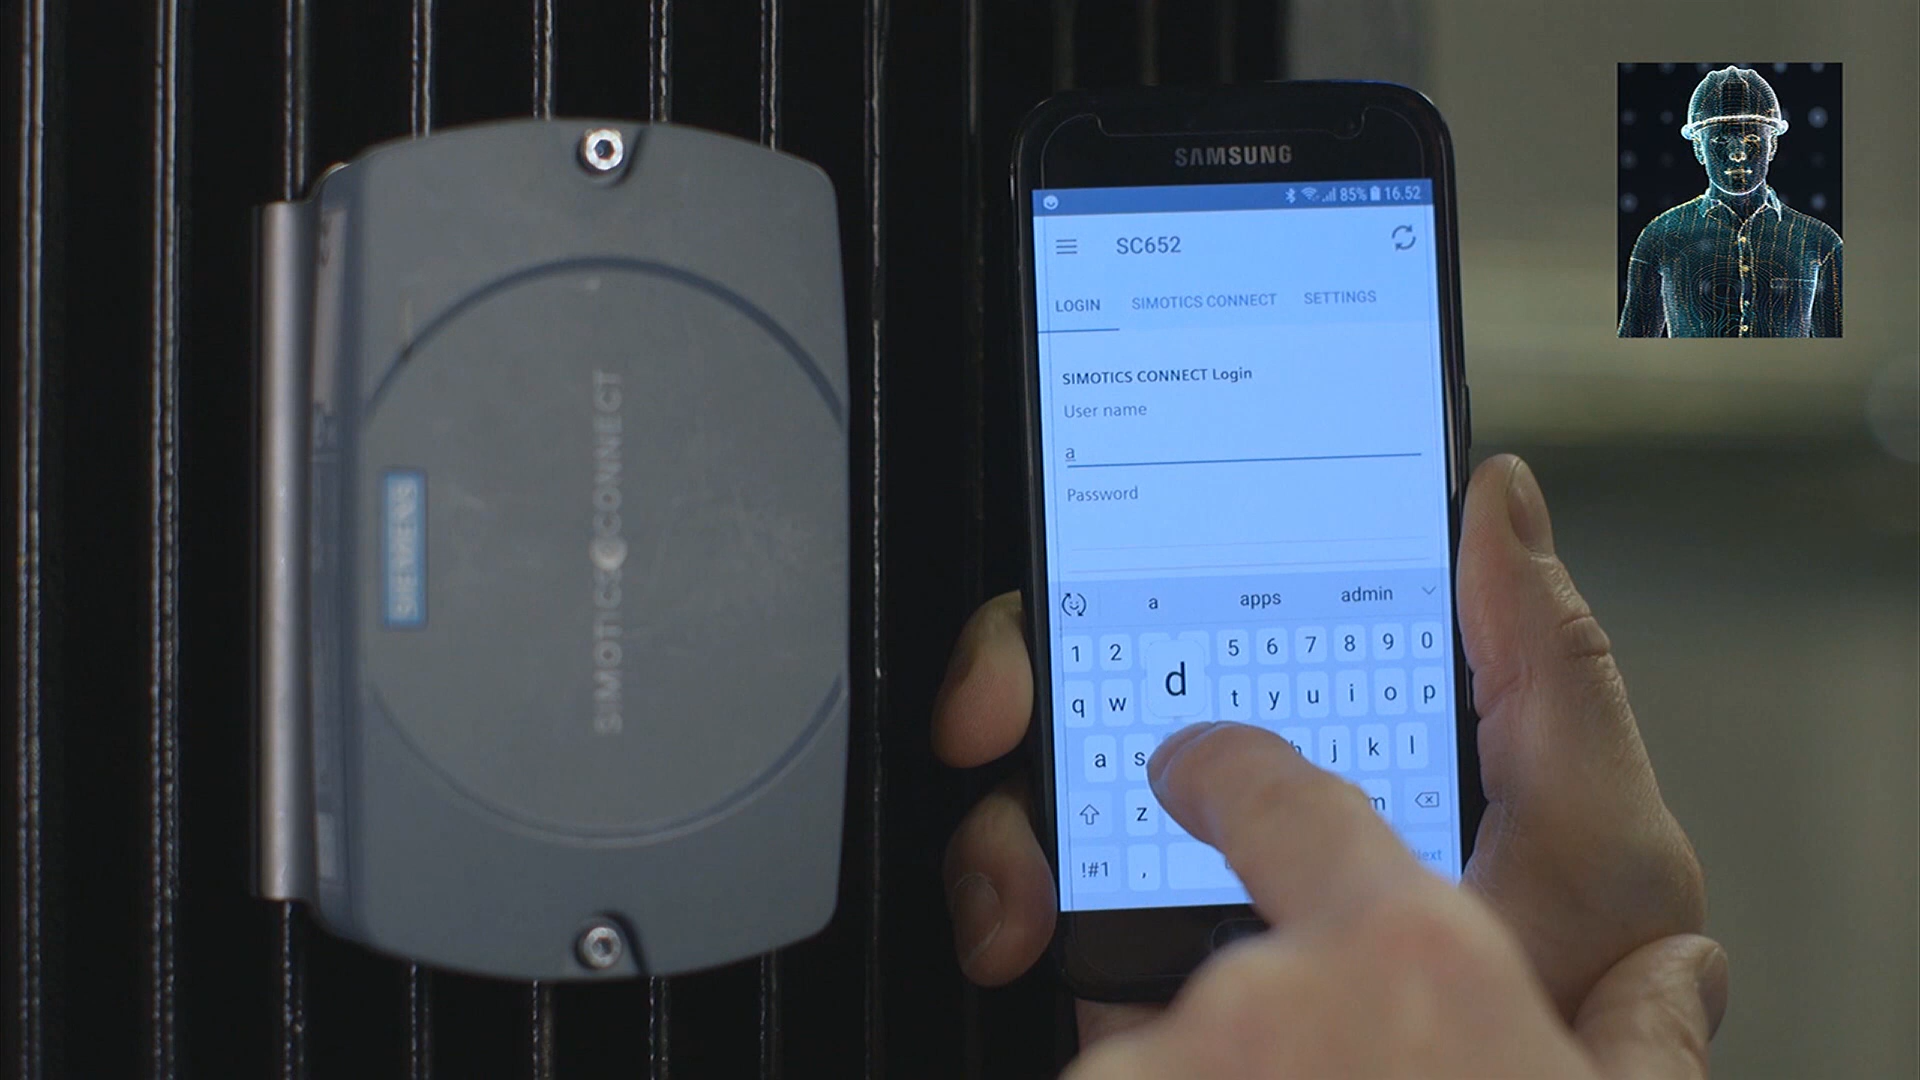 SIEMENS
SIMOTICS CONNECT
SAMSUNG
85% 16.52
SC652
LOGIN SIMOTICS CONNECT SETTINGS
SIMOTICS CONNECT Login
User name
a
Password
a apps admin
1 2 5 6 7 8 9 0
d
q w t y u i o p
a s h j k l
z m
!#1 , Next